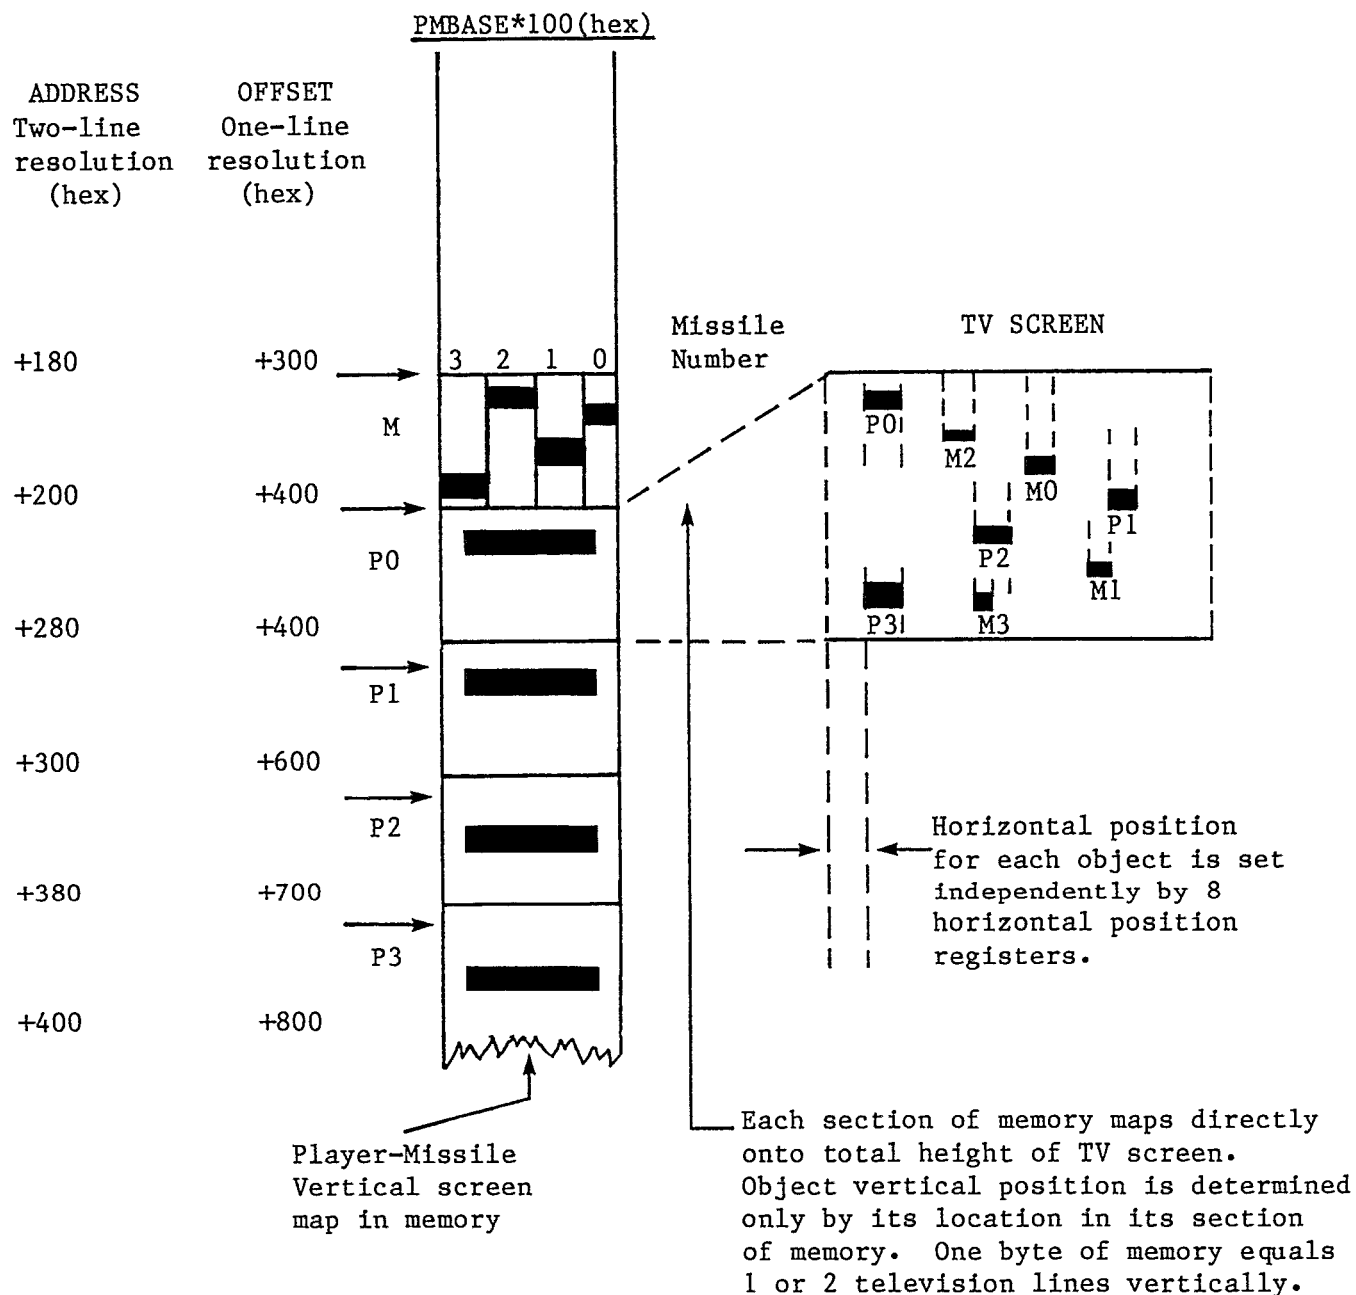 PMBASE*100(hex)
ADDRESS OFFSET
Two-line One-line
resolution resolution
(hex) (hex)
Missile
Number
TV SCREEN
+180 +300
3 2 1 0
M
+200 +400
P0
+280 +400
P1
+300 +600
P2
+380 +700
P3
+400 +800
P0
M2
M0
P1
P2
M1
P3
M3
Horizontal position
for each object is set
independently by 8
horizontal position
registers.
Player-Missile
Vertical screen
map in memory
Each section of memory maps directly
onto total height of TV screen.
Object vertical position is determined
only by its location in its section
of memory. One byte of memory equals
1 or 2 television lines vertically.